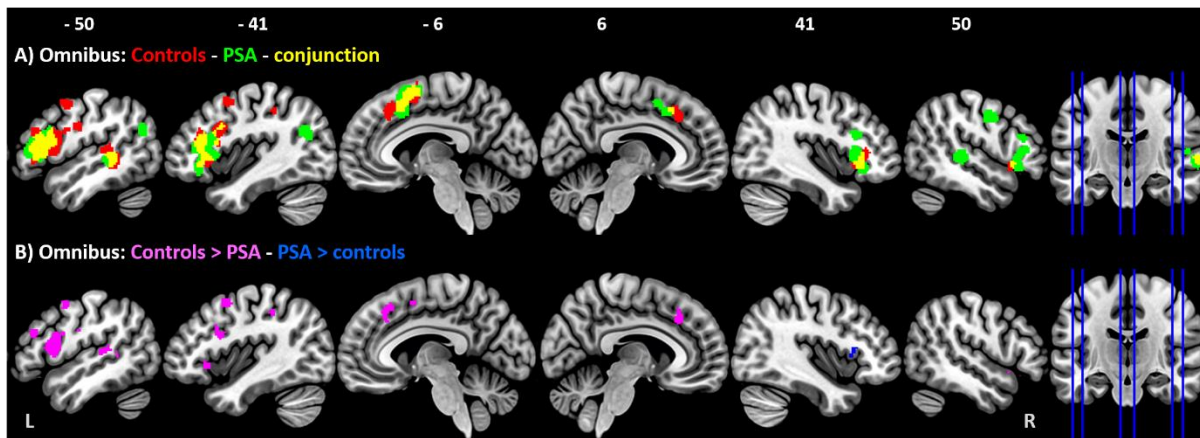 - 50 - 41 - 6 6 41 50
A) Omnibus: Controls - PSA - conjunction
B) Omnibus: Controls > PSA - PSA > controls
L R